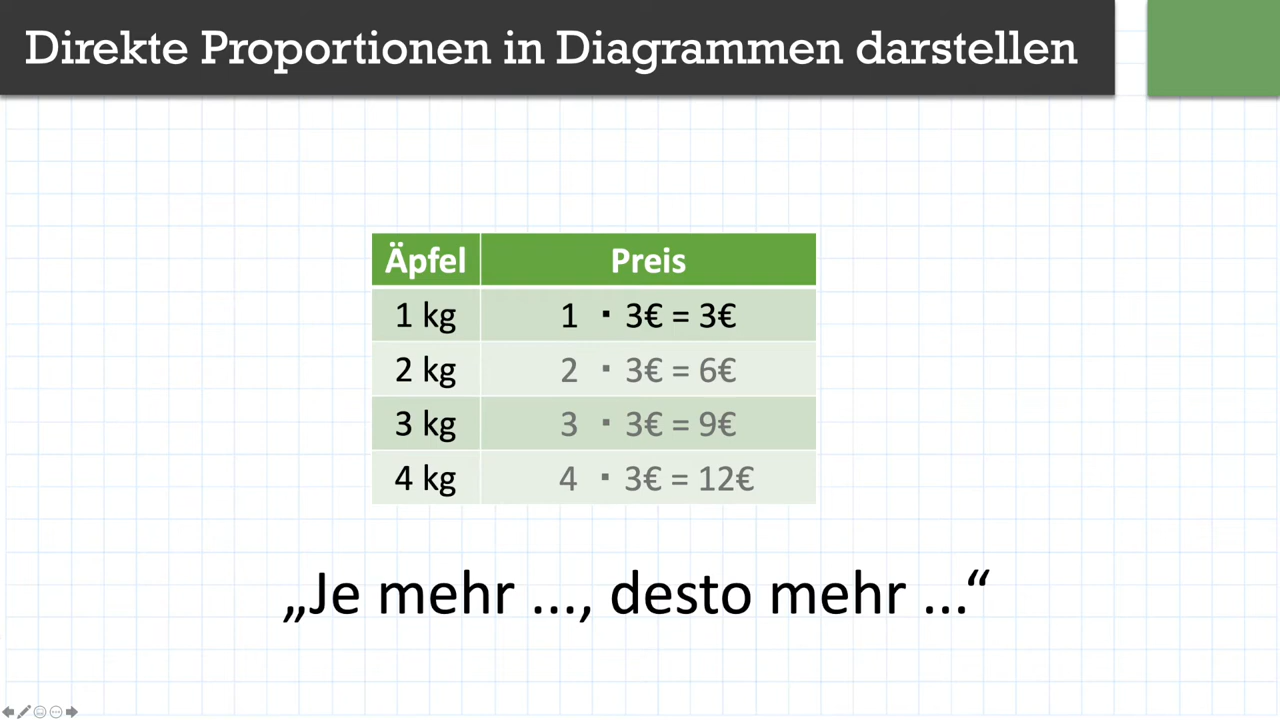 Direkte Proportionen in Diagrammen darstellen
Äpfel Preis
1 kg 1 · 3€ = 3€
2 kg 2 · 3€ = 6€
3 kg 3 · 3€ = 9€
4 kg 4 · 3€ = 12€
„Je mehr ..., desto mehr ...“